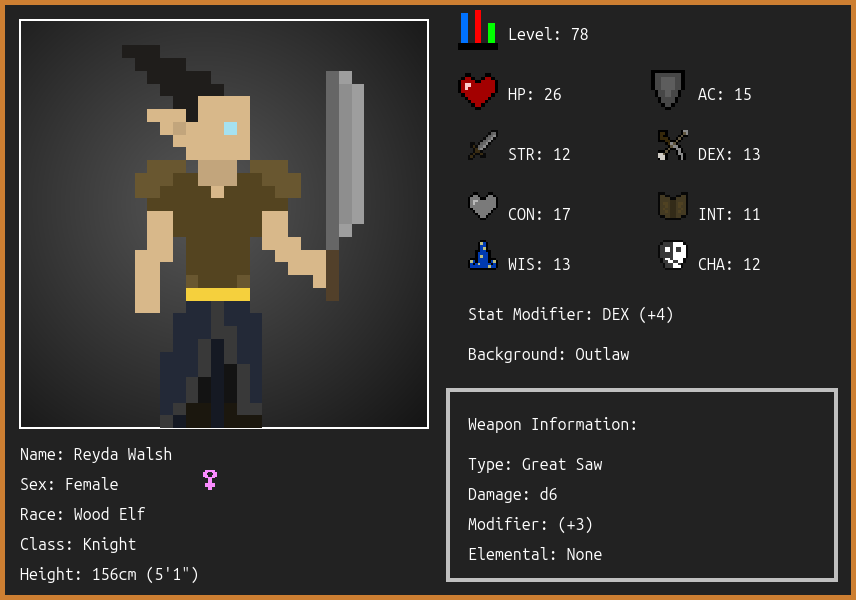 Level: 78
HP: 26
AC: 15
STR: 12
DEX: 13
CON: 17
INT: 11
WIS: 13
CHA: 12
Stat Modifier: DEX (+4)
Background: Outlaw
Weapon Information:
Type: Great Saw
Damage: d6
Modifier: (+3)
Elemental: None
Name: Reyda Walsh
Sex: Female
Race: Wood Elf
Class: Knight
Height: 156cm (5'1")